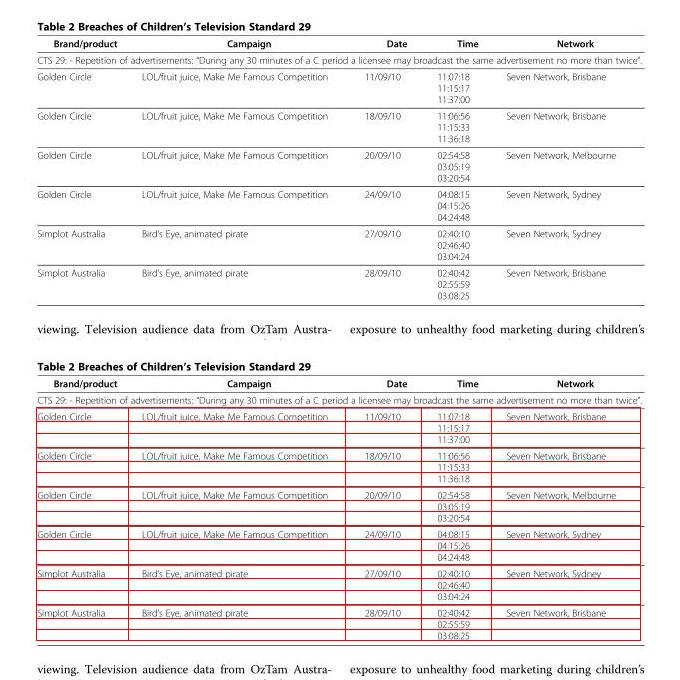 Table 2 Breaches of Children's Television Standard 29
Brand/product Campaign Date Time Network
CTS 29: - Repetition of advertisements: "During any 30 minutes of a C period a licensee may broadcast the same advertisement no more than twice".
Golden Circle LOL/fruit juice, Make Me Famous Competition 11/09/10 11:07:18 Seven Network, Brisbane
11:15:17
11:37:00
Golden Circle LOL/fruit juice, Make Me Famous Competition 18/09/10 11:06:56 Seven Network, Brisbane
11:15:33
11:36:18
Golden Circle LOL/fruit juice, Make Me Famous Competition 20/09/10 02:54:58 Seven Network, Melbourne
03:05:19
03:20:54
Golden Circle LOL/fruit juice, Make Me Famous Competition 24/09/10 04:08:15 Seven Network, Sydney
04:15:26
04:24:48
Simplot Australia Bird's Eye, animated pirate 27/09/10 02:40:10 Seven Network, Sydney
02:46:40
03:04:24
Simplot Australia Bird's Eye, animated pirate 28/09/10 02:40:42 Seven Network, Brisbane
02:55:59
03:08:25
viewing. Television audience data from OzTam Austra- exposure to unhealthy food marketing during children's
Table 2 Breaches of Children's Television Standard 29
Brand/product Campaign Date Time Network
CTS 29: - Repetition of advertisements: "During any 30 minutes of a C period a licensee may broadcast the same advertisement no more than twice".
Golden Circle LOL/fruit juice, Make Me Famous Competition 11/09/10 11:07:18 Seven Network, Brisbane
11:15:17
11:37:00
Golden Circle LOL/fruit juice, Make Me Famous Competition 18/09/10 11:06:56 Seven Network, Brisbane
11:15:33
11:36:18
Golden Circle LOL/fruit juice, Make Me Famous Competition 20/09/10 02:54:58 Seven Network, Melbourne
03:05:19
03:20:54
Golden Circle LOL/fruit juice, Make Me Famous Competition 24/09/10 04:08:15 Seven Network, Sydney
04:15:26
04:24:48
Simplot Australia Bird's Eye, animated pirate 27/09/10 02:40:10 Seven Network, Sydney
02:46:40
03:04:24
Simplot Australia Bird's Eye, animated pirate 28/09/10 02:40:42 Seven Network, Brisbane
02:55:59
03:08:25
viewing. Television audience data from OzTam Austra- exposure to unhealthy food marketing during children's